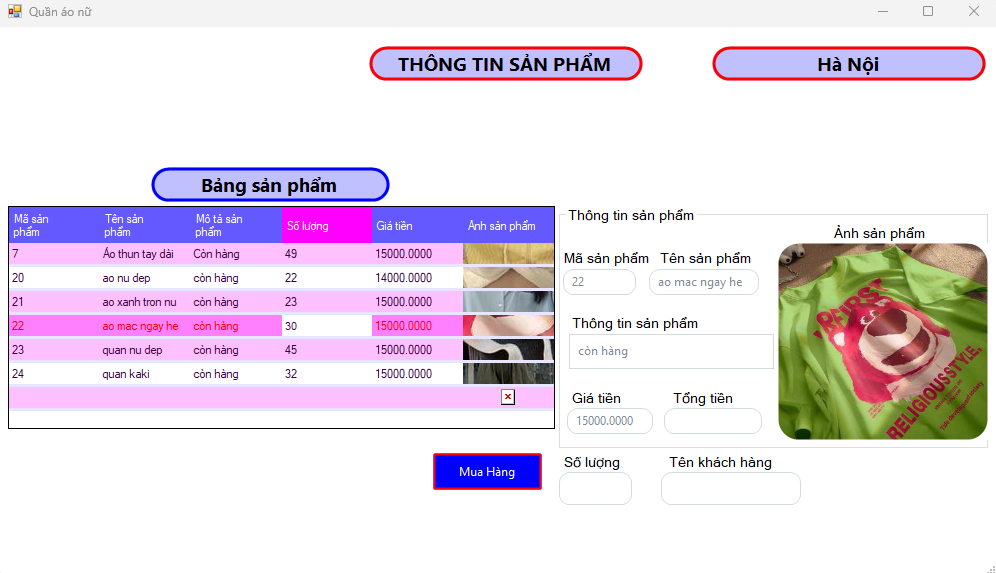 Quần áo nữ
THÔNG TIN SẢN PHẨM
Hà Nội
Bảng sản phẩm
Mã sản phẩm Tên sản phẩm Mô tả sản phẩm Số lượng Giá tiền Ảnh sản phẩm
7 Áo thun tay dài Còn hàng 49 15000.0000
20 ao nu dep còn hàng 22 14000.0000
21 ao xanh tron nu còn hàng 23 15000.0000
22 ao mac ngay he còn hàng 30 15000.0000
23 quan nu dep còn hàng 45 15000.0000
24 quan kaki còn hàng 32 15000.0000
Mua Hàng
Thông tin sản phẩm
Ảnh sản phẩm
Mã sản phẩm Tên sản phẩm
22 ao mac ngay he
Thông tin sản phẩm
còn hàng
Giá tiền Tổng tiền
15000.0000
Số lượng Tên khách hàng
RELIGIOUSSTYLE.